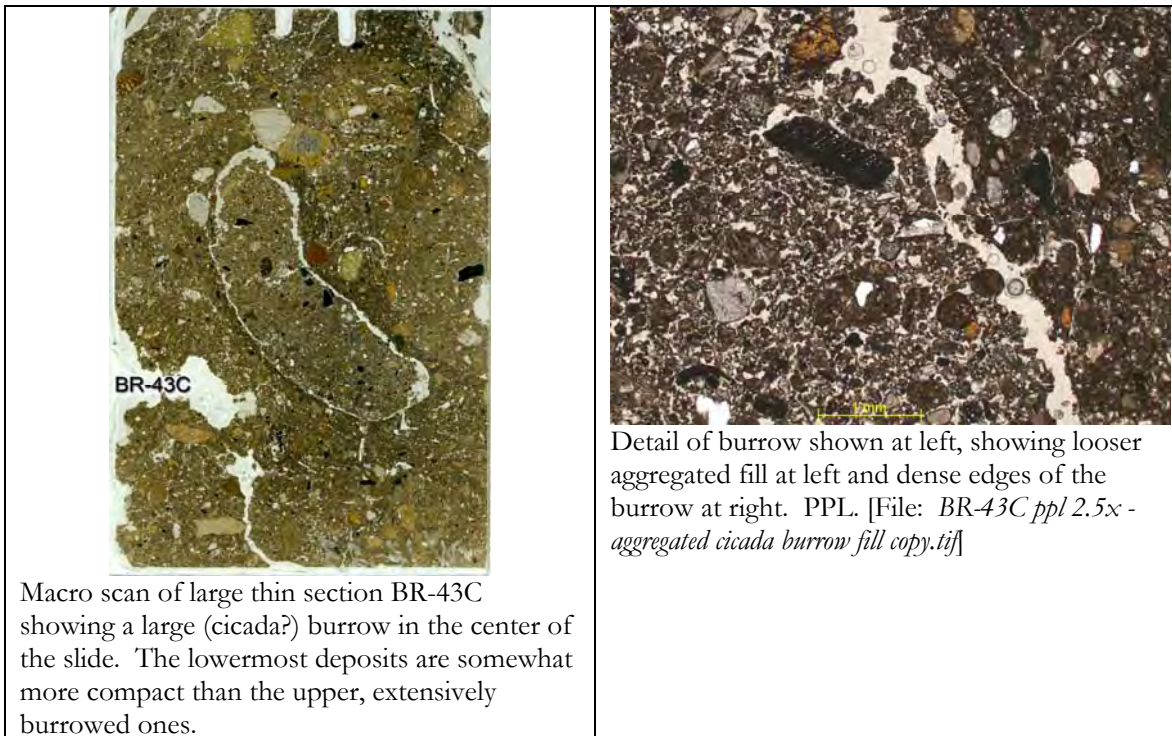 BR-43C
Macro scan of large thin section BR-43C
showing a large (cicada?) burrow in the center of
the slide. The lowermost deposits are somewhat
more compact than the upper, extensively
burrowed ones.
1 mm
Detail of burrow shown at left, showing looser
aggregated fill at left and dense edges of the
burrow at right. PPL. [File: BR-43C ppl 2.5x -
aggregated cicada burrow fill copy.tif]